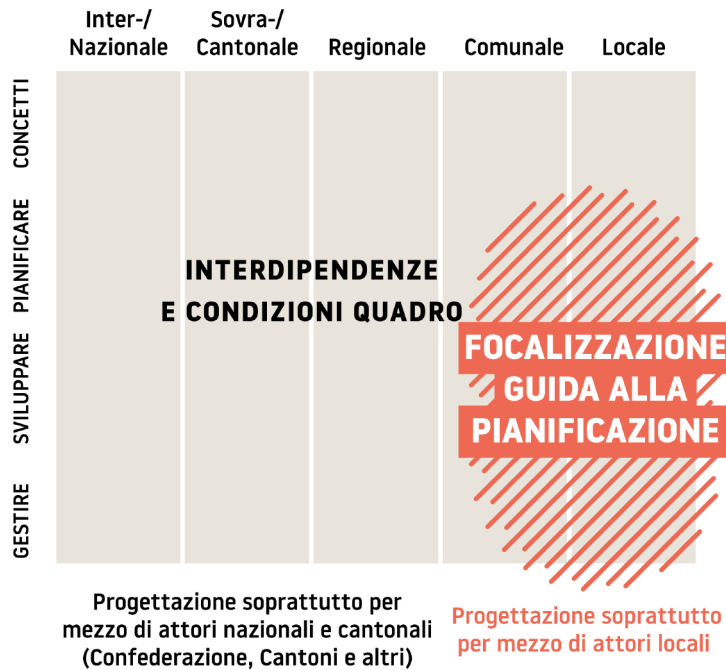 Inter-/
Nazionale
Sovra-/
Cantonale
Regionale
Comunale
Locale
CONCETTI
PIANIFICARE
SVILUPPARE
GESTIRE
INTERDIPENDENZE
E CONDIZIONI QUADRO
FOCALIZZAZIONE
GUIDA ALLA
PIANIFICAZIONE
Progettazione soprattutto per
mezzo di attori nazionali e cantonali
(Confederazione, Cantoni e altri)
Progettazione soprattutto
per mezzo di attori locali